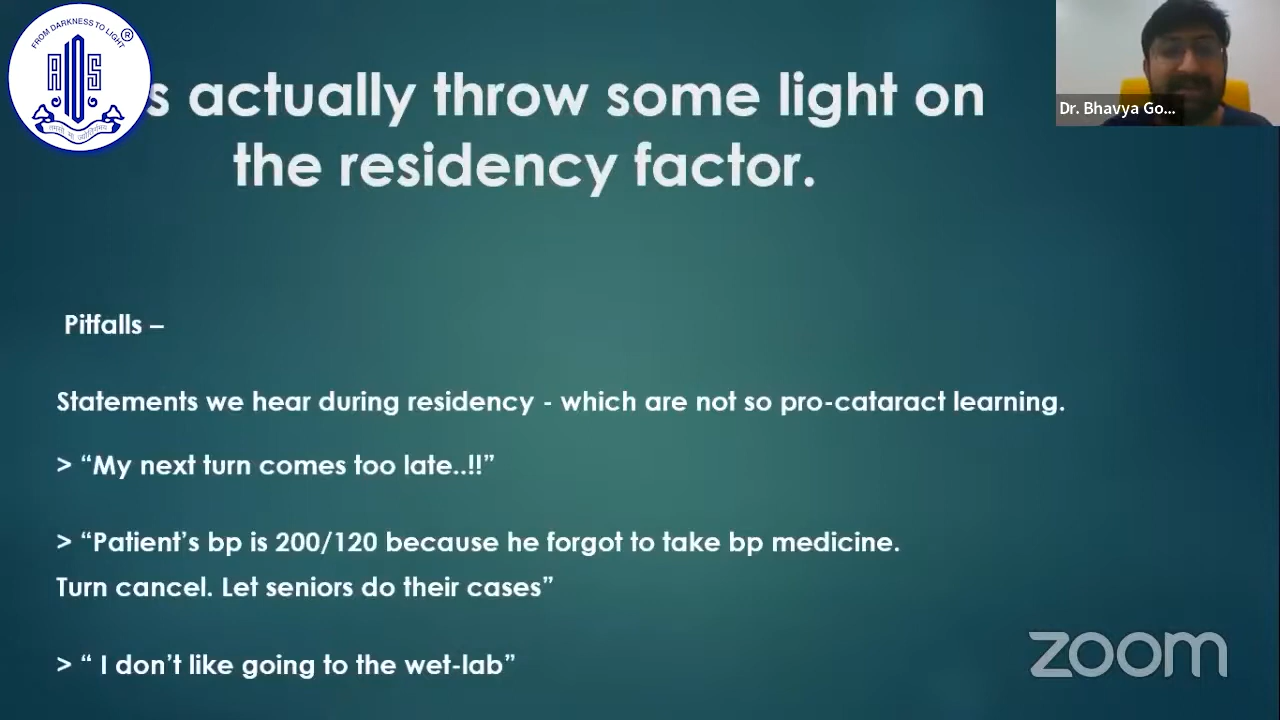 FROM DARKNESS TO LIGHT
®
AIOS
s actually throw some light on
the residency factor.
Dr. Bhavya Go...
Pitfalls –
Statements we hear during residency - which are not so pro-cataract learning.
> “My next turn comes too late..!!”
> “Patient’s bp is 200/120 because he forgot to take bp medicine.
Turn cancel. Let seniors do their cases”
> “ I don’t like going to the wet-lab”
zoom